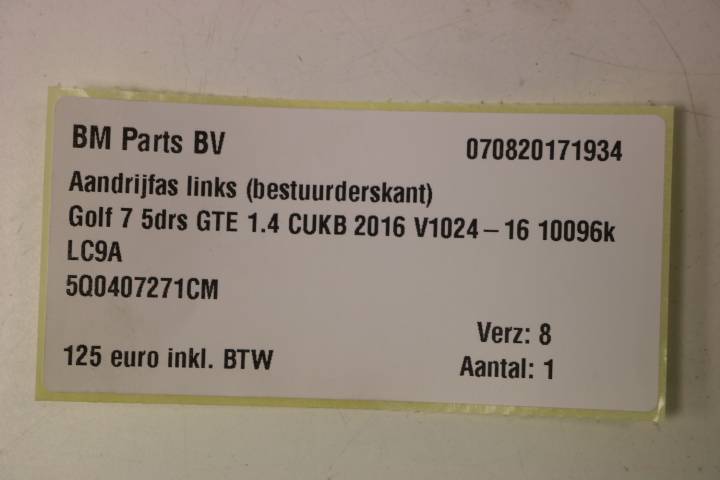 BM Parts BV 070820171934
Aandrijfas links (bestuurderskant)
Golf 7 5drs GTE 1.4 CUKB 2016 V1024-16 10096k
LC9A
5Q0407271CM
Verz: 8
125 euro inkl. BTW Aantal: 1